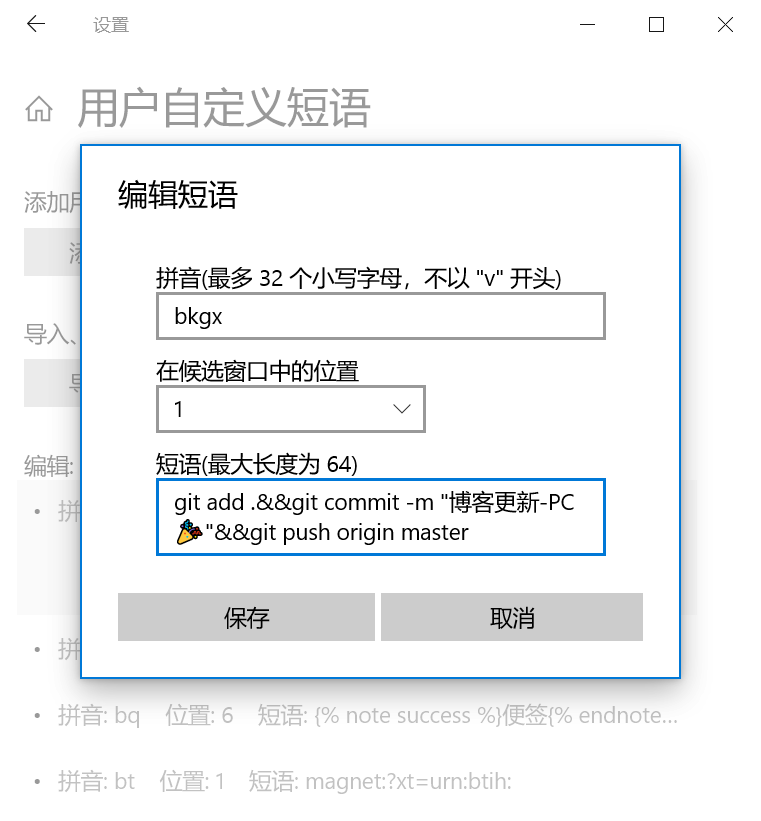 设置
用户自定义短语
编辑短语
添加
拼音(最多 32 个小写字母，不以 "v" 开头)
bkgx
导入、
在候选窗口中的位置
1
编辑:
短语(最大长度为 64)
git add .&&git commit -m "博客更新-PC
🎉"&&git push origin master
• 拼
保存
取消
• 拼
• 拼音: bq 位置: 6 短语: {% note success %}便签{% endnote...
• 拼音: bt 位置: 1 短语: magnet:?xt=urn:btih: